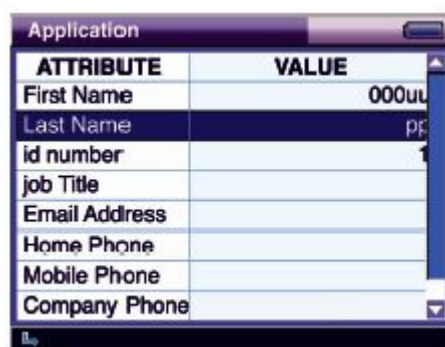 Application
ATTRIBUTE VALUE
First Name 000uu
Last Name pp
id number 1
job Title
Email Address
Home Phone
Mobile Phone
Company Phone